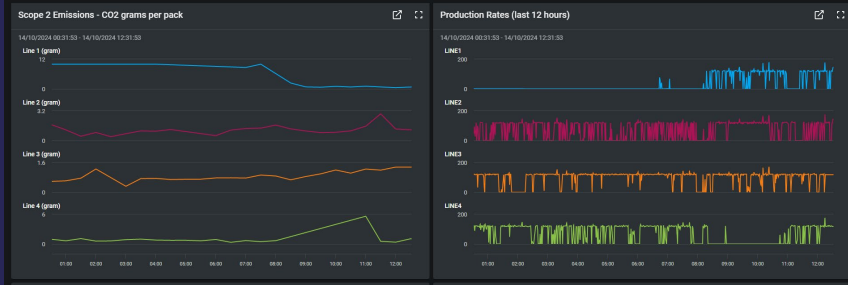 Scope 2 Emissions - CO2 grams per pack
14/10/2024 00:31:53 - 14/10/2024 12:31:53
Line 1 (gram)
12
0
Line 2 (gram)
3.2
0
Line 3 (gram)
1.6
0
Line 4 (gram)
6
0
01:00 02:00 03:00 04:00 05:00 06:00 07:00 08:00 09:00 10:00 11:00 12:00
Production Rates (last 12 hours)
14/10/2024 00:31:53 - 14/10/2024 12:31:53
LINE1
200
0
LINE2
200
0
LINE3
200
0
LINE4
200
0
01:00 02:00 03:00 04:00 05:00 06:00 07:00 08:00 09:00 10:00 11:00 12:00